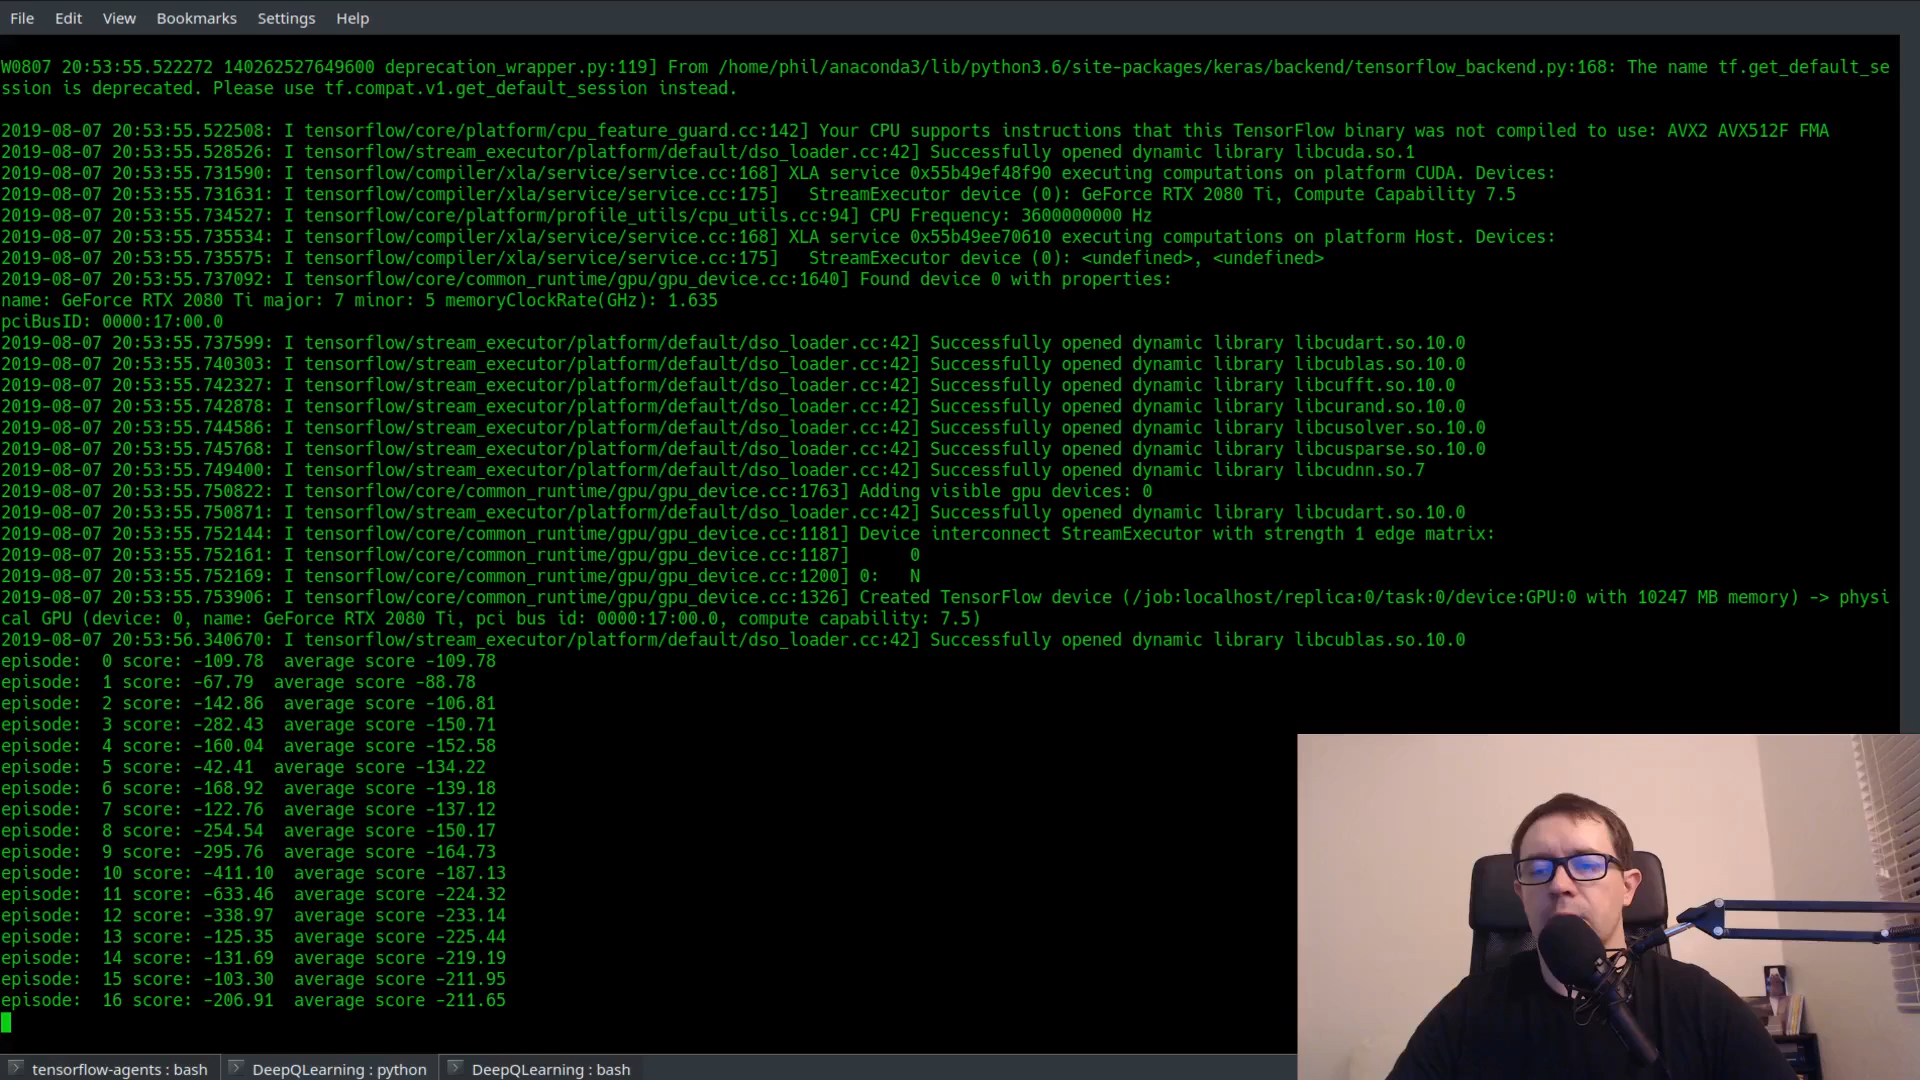 File Edit View Bookmarks Settings Help
W0807 20:53:55.522272 140262527649600 deprecation_wrapper.py:119] From /home/phil/anaconda3/lib/python3.6/site-packages/keras/backend/tensorflow_backend.py:168: The name tf.get_default_se
ssion is deprecated. Please use tf.compat.v1.get_default_session instead.
2019-08-07 20:53:55.522508: I tensorflow/core/platform/cpu_feature_guard.cc:142] Your CPU supports instructions that this TensorFlow binary was not compiled to use: AVX2 AVX512F FMA
2019-08-07 20:53:55.528526: I tensorflow/stream_executor/platform/default/dso_loader.cc:42] Successfully opened dynamic library libcuda.so.1
2019-08-07 20:53:55.731590: I tensorflow/compiler/xla/service/service.cc:168] XLA service 0x55b49ef48f90 executing computations on platform CUDA. Devices:
2019-08-07 20:53:55.731631: I tensorflow/compiler/xla/service/service.cc:175]   StreamExecutor device (0): GeForce RTX 2080 Ti, Compute Capability 7.5
2019-08-07 20:53:55.734527: I tensorflow/core/platform/profile_utils/cpu_utils.cc:94] CPU Frequency: 3600000000 Hz
2019-08-07 20:53:55.735534: I tensorflow/compiler/xla/service/service.cc:168] XLA service 0x55b49ee70610 executing computations on platform Host. Devices:
2019-08-07 20:53:55.735575: I tensorflow/compiler/xla/service/service.cc:175]   StreamExecutor device (0): <undefined>, <undefined>
2019-08-07 20:53:55.737092: I tensorflow/core/common_runtime/gpu/gpu_device.cc:1640] Found device 0 with properties:
name: GeForce RTX 2080 Ti major: 7 minor: 5 memoryClockRate(GHz): 1.635
pciBusID: 0000:17:00.0
2019-08-07 20:53:55.737599: I tensorflow/stream_executor/platform/default/dso_loader.cc:42] Successfully opened dynamic library libcudart.so.10.0
2019-08-07 20:53:55.740303: I tensorflow/stream_executor/platform/default/dso_loader.cc:42] Successfully opened dynamic library libcublas.so.10.0
2019-08-07 20:53:55.742327: I tensorflow/stream_executor/platform/default/dso_loader.cc:42] Successfully opened dynamic library libcufft.so.10.0
2019-08-07 20:53:55.742878: I tensorflow/stream_executor/platform/default/dso_loader.cc:42] Successfully opened dynamic library libcurand.so.10.0
2019-08-07 20:53:55.744586: I tensorflow/stream_executor/platform/default/dso_loader.cc:42] Successfully opened dynamic library libcusolver.so.10.0
2019-08-07 20:53:55.745768: I tensorflow/stream_executor/platform/default/dso_loader.cc:42] Successfully opened dynamic library libcusparse.so.10.0
2019-08-07 20:53:55.749400: I tensorflow/stream_executor/platform/default/dso_loader.cc:42] Successfully opened dynamic library libcudnn.so.7
2019-08-07 20:53:55.750822: I tensorflow/core/common_runtime/gpu/gpu_device.cc:1763] Adding visible gpu devices: 0
2019-08-07 20:53:55.750871: I tensorflow/stream_executor/platform/default/dso_loader.cc:42] Successfully opened dynamic library libcudart.so.10.0
2019-08-07 20:53:55.752144: I tensorflow/core/common_runtime/gpu/gpu_device.cc:1181] Device interconnect StreamExecutor with strength 1 edge matrix:
2019-08-07 20:53:55.752161: I tensorflow/core/common_runtime/gpu/gpu_device.cc:1187]      0
2019-08-07 20:53:55.752169: I tensorflow/core/common_runtime/gpu/gpu_device.cc:1200] 0:   N
2019-08-07 20:53:55.753906: I tensorflow/core/common_runtime/gpu/gpu_device.cc:1326] Created TensorFlow device (/job:localhost/replica:0/task:0/device:GPU:0 with 10247 MB memory) -> physi
cal GPU (device: 0, name: GeForce RTX 2080 Ti, pci bus id: 0000:17:00.0, compute capability: 7.5)
2019-08-07 20:53:56.340670: I tensorflow/stream_executor/platform/default/dso_loader.cc:42] Successfully opened dynamic library libcublas.so.10.0
episode:  0 score: -109.78  average score -109.78
episode:  1 score: -67.79  average score -88.78
episode:  2 score: -142.86  average score -106.81
episode:  3 score: -282.43  average score -150.71
episode:  4 score: -160.04  average score -152.58
episode:  5 score: -42.41  average score -134.22
episode:  6 score: -168.92  average score -139.18
episode:  7 score: -122.76  average score -137.12
episode:  8 score: -254.54  average score -150.17
episode:  9 score: -295.76  average score -164.73
episode:  10 score: -411.10  average score -187.13
episode:  11 score: -633.46  average score -224.32
episode:  12 score: -338.97  average score -233.14
episode:  13 score: -125.35  average score -225.44
episode:  14 score: -131.69  average score -219.19
episode:  15 score: -103.30  average score -211.95
episode:  16 score: -206.91  average score -211.65
tensorflow-agents : bash DeepQLearning : python DeepQLearning : bash